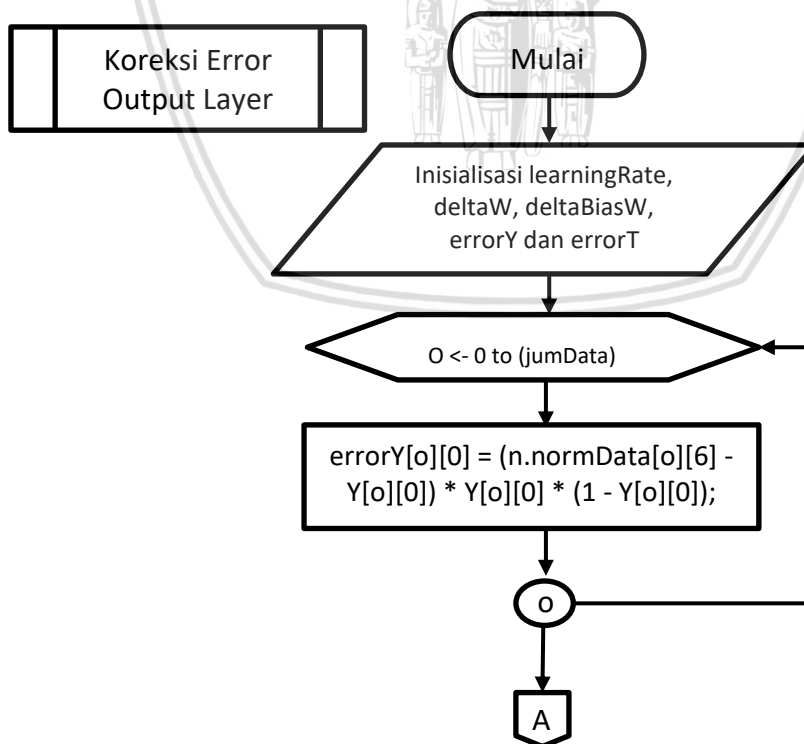 Koreksi Error
Output Layer
Mulai
Inisialisasi learningRate,
deltaW, deltaBiasW,
errorY dan errorT
O <- 0 to (jumData)
errorY[o][0] = (n.normData[o][6] -
Y[o][0]) * Y[o][0] * (1 - Y[o][0]);
o
A